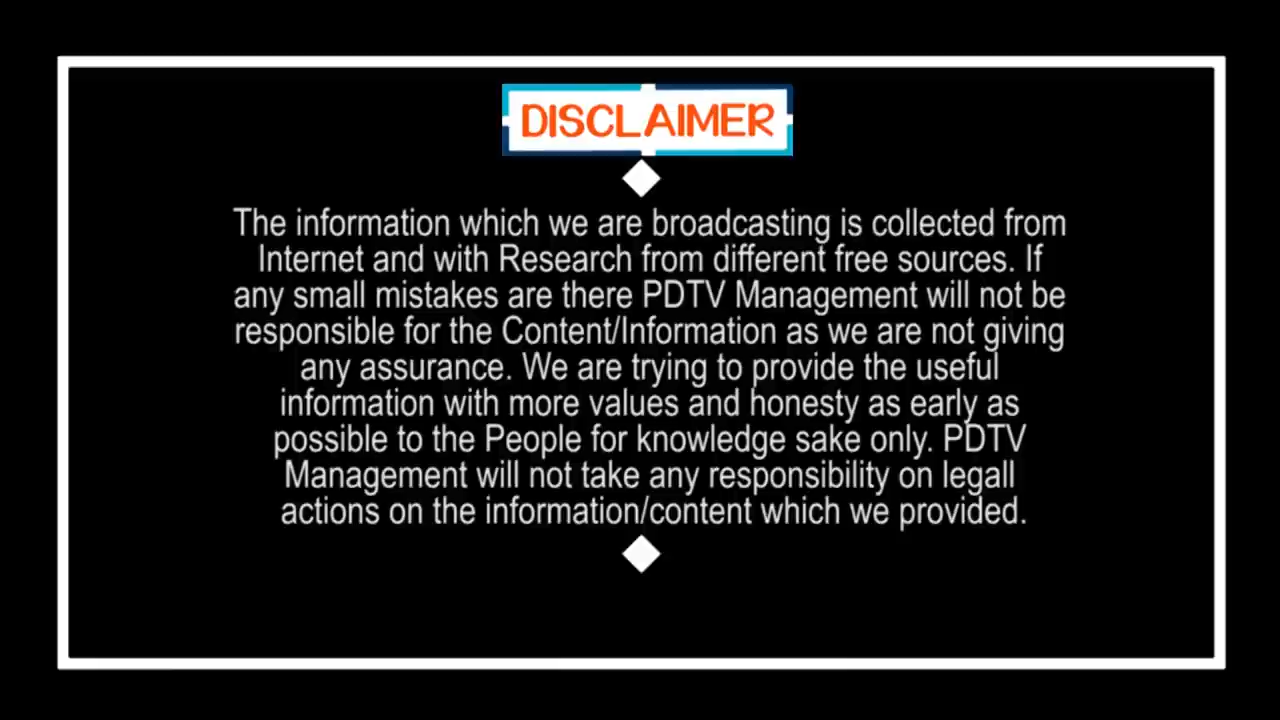 DISCLAIMER
The information which we are broadcasting is collected from
Internet and with Research from different free sources. If
any small mistakes are there PDTV Management will not be
responsible for the Content/Information as we are not giving
any assurance. We are trying to provide the useful
information with more values and honesty as early as
possible to the People for knowledge sake only. PDTV
Management will not take any responsibility on legall
actions on the information/content which we provided.